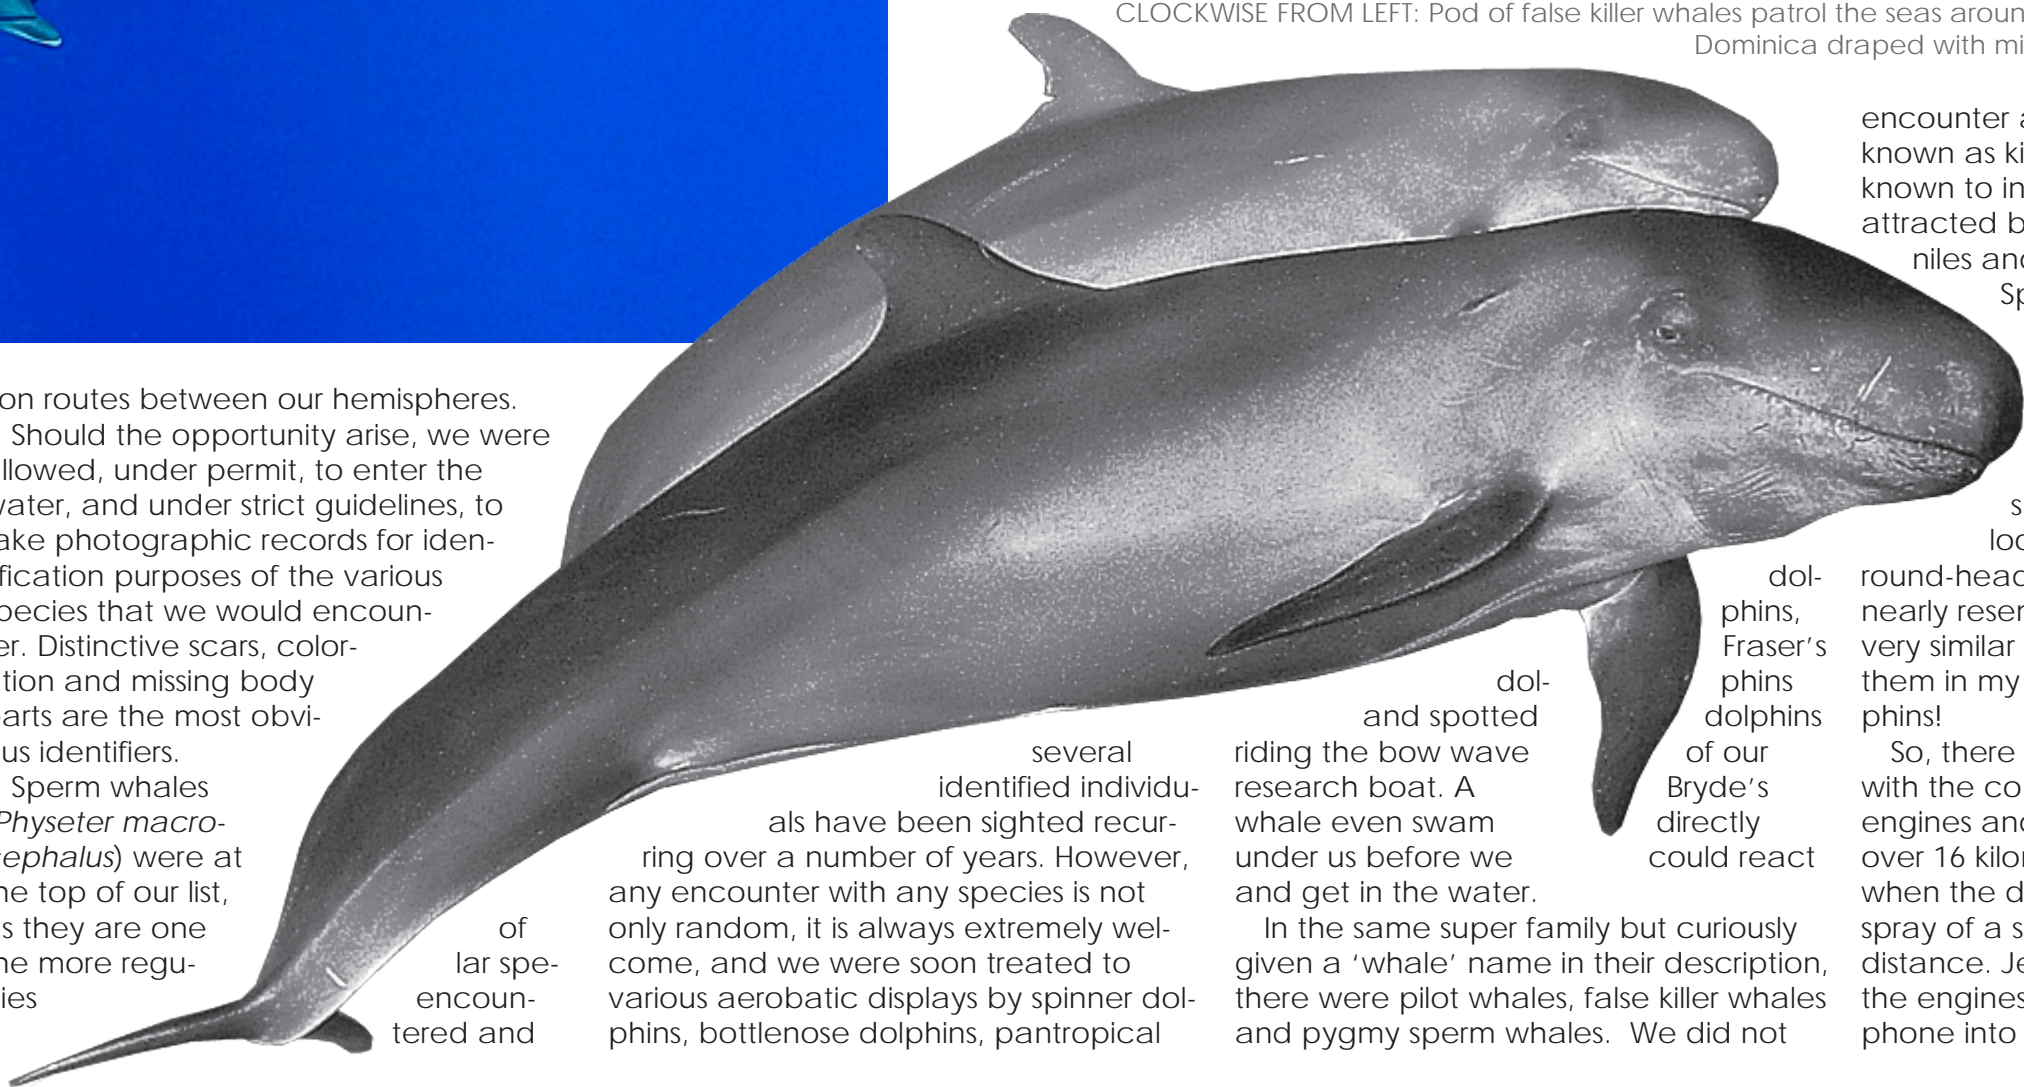 CLOCKWISE FROM LEFT: Pod of false killer whales patrol the seas aroun
Dominica draped with mi
on routes between our hemispheres.
Should the opportunity arise, we were
llowed, under permit, to enter the
vater, and under strict guidelines, to
ake photographic records for iden-
fication purposes of the various
pecies that we would encoun-
er. Distinctive scars, color-
tion and missing body
arts are the most obvi-
us identifiers.
Sperm whales
Physeter macro-
cephalus) were at
ne top of our list,
s they are one of
ne more regu- lar spe-
ies encoun-
tered and
several
identified individu-
als have been sighted recur-
ring over a number of years. However,
any encounter with any species is not
only random, it is always extremely wel-
come, and we were soon treated to
various aerobatic displays by spinner dol-
phins, bottlenose dolphins, pantropical
dol-
phins,
Fraser's
dol- phins
and spotted dolphins
riding the bow wave of our
research boat. A Bryde's
whale even swam directly
under us before we could react
and get in the water.
In the same super family but curiously
given a 'whale' name in their description,
there were pilot whales, false killer whales
and pygmy sperm whales. We did not
encounter a
known as ki
known to in
attracted b
niles and
Sp
s
loo
round-head
nearly resem
very similar
them in my
phins!
So, there
with the co
engines and
over 16 kilor
when the d
spray of a s
distance. Je
the engines
phone into